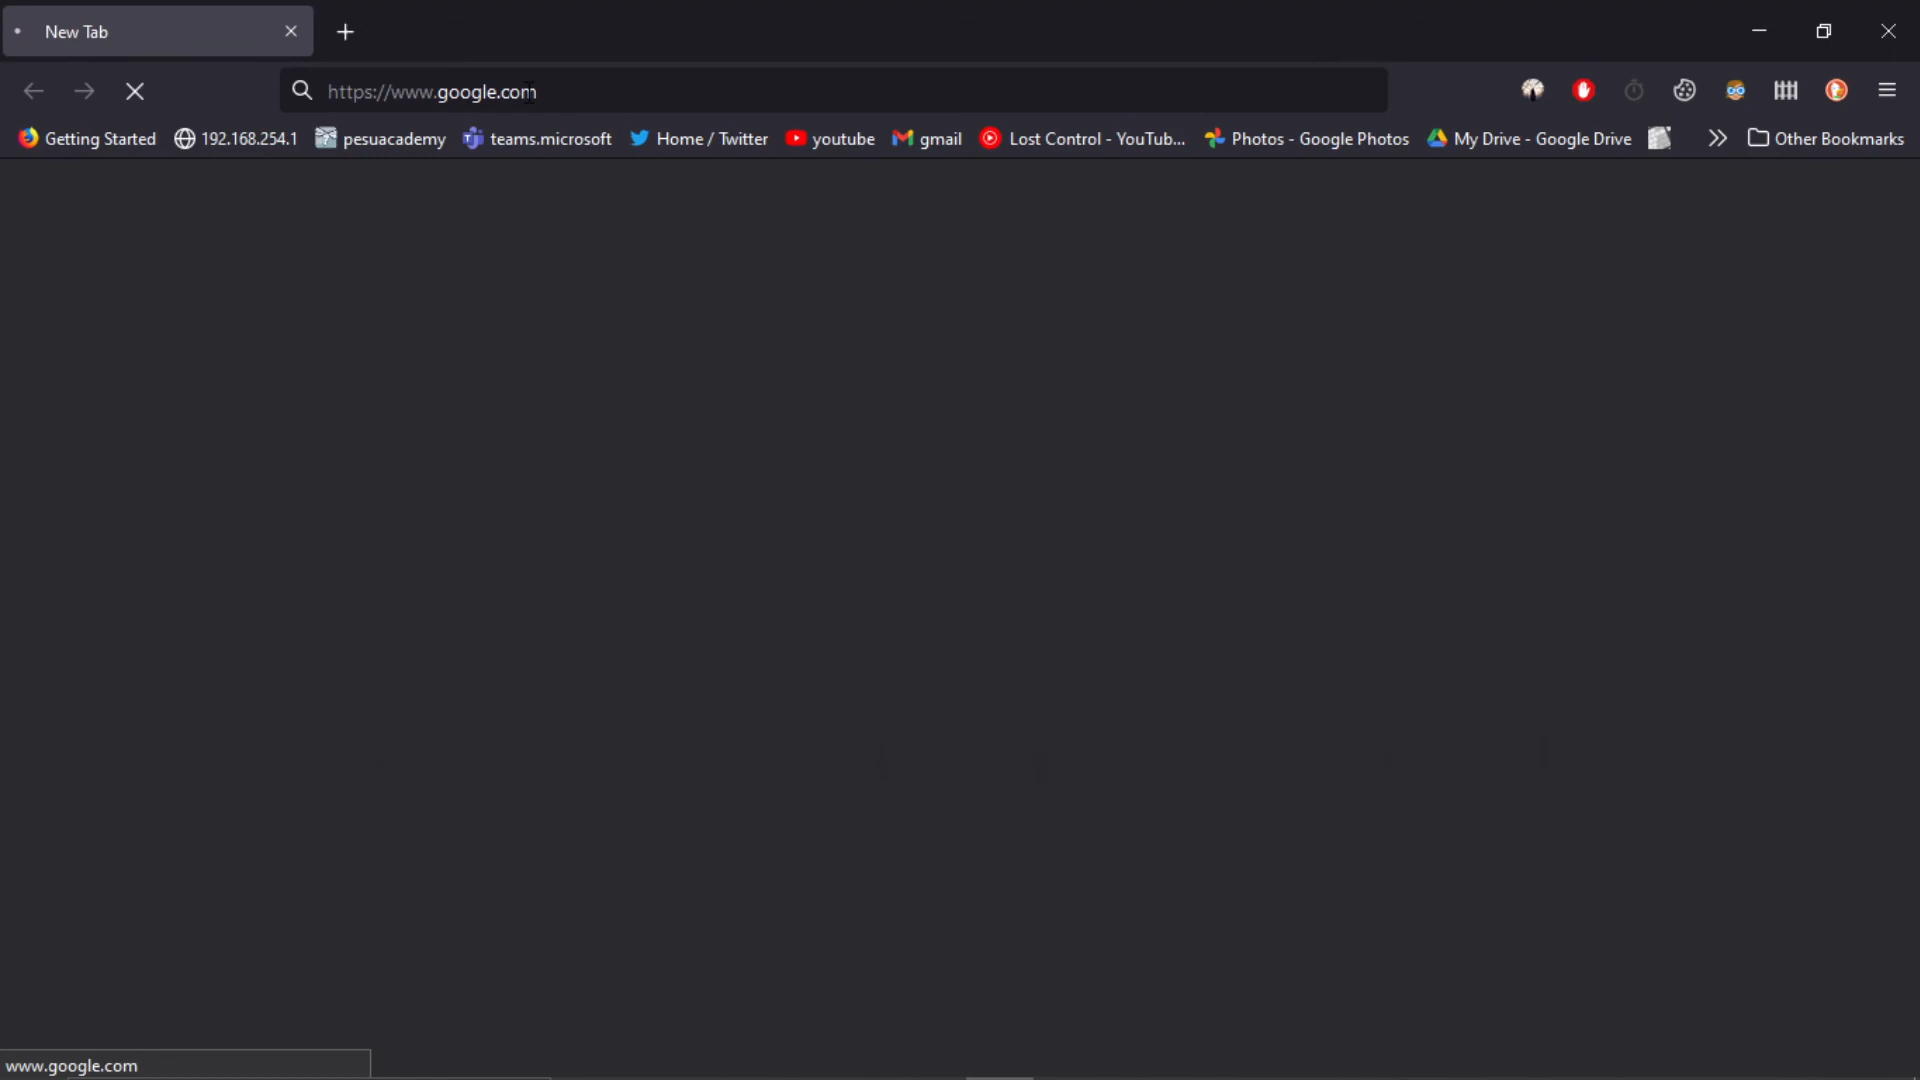 New Tab
https://www.google.com
Getting Started 192.168.254.1 pesuacademy teams.microsoft Home / Twitter youtube gmail Lost Control - YouTub... Photos - Google Photos My Drive - Google Drive Other Bookmarks
www.google.com